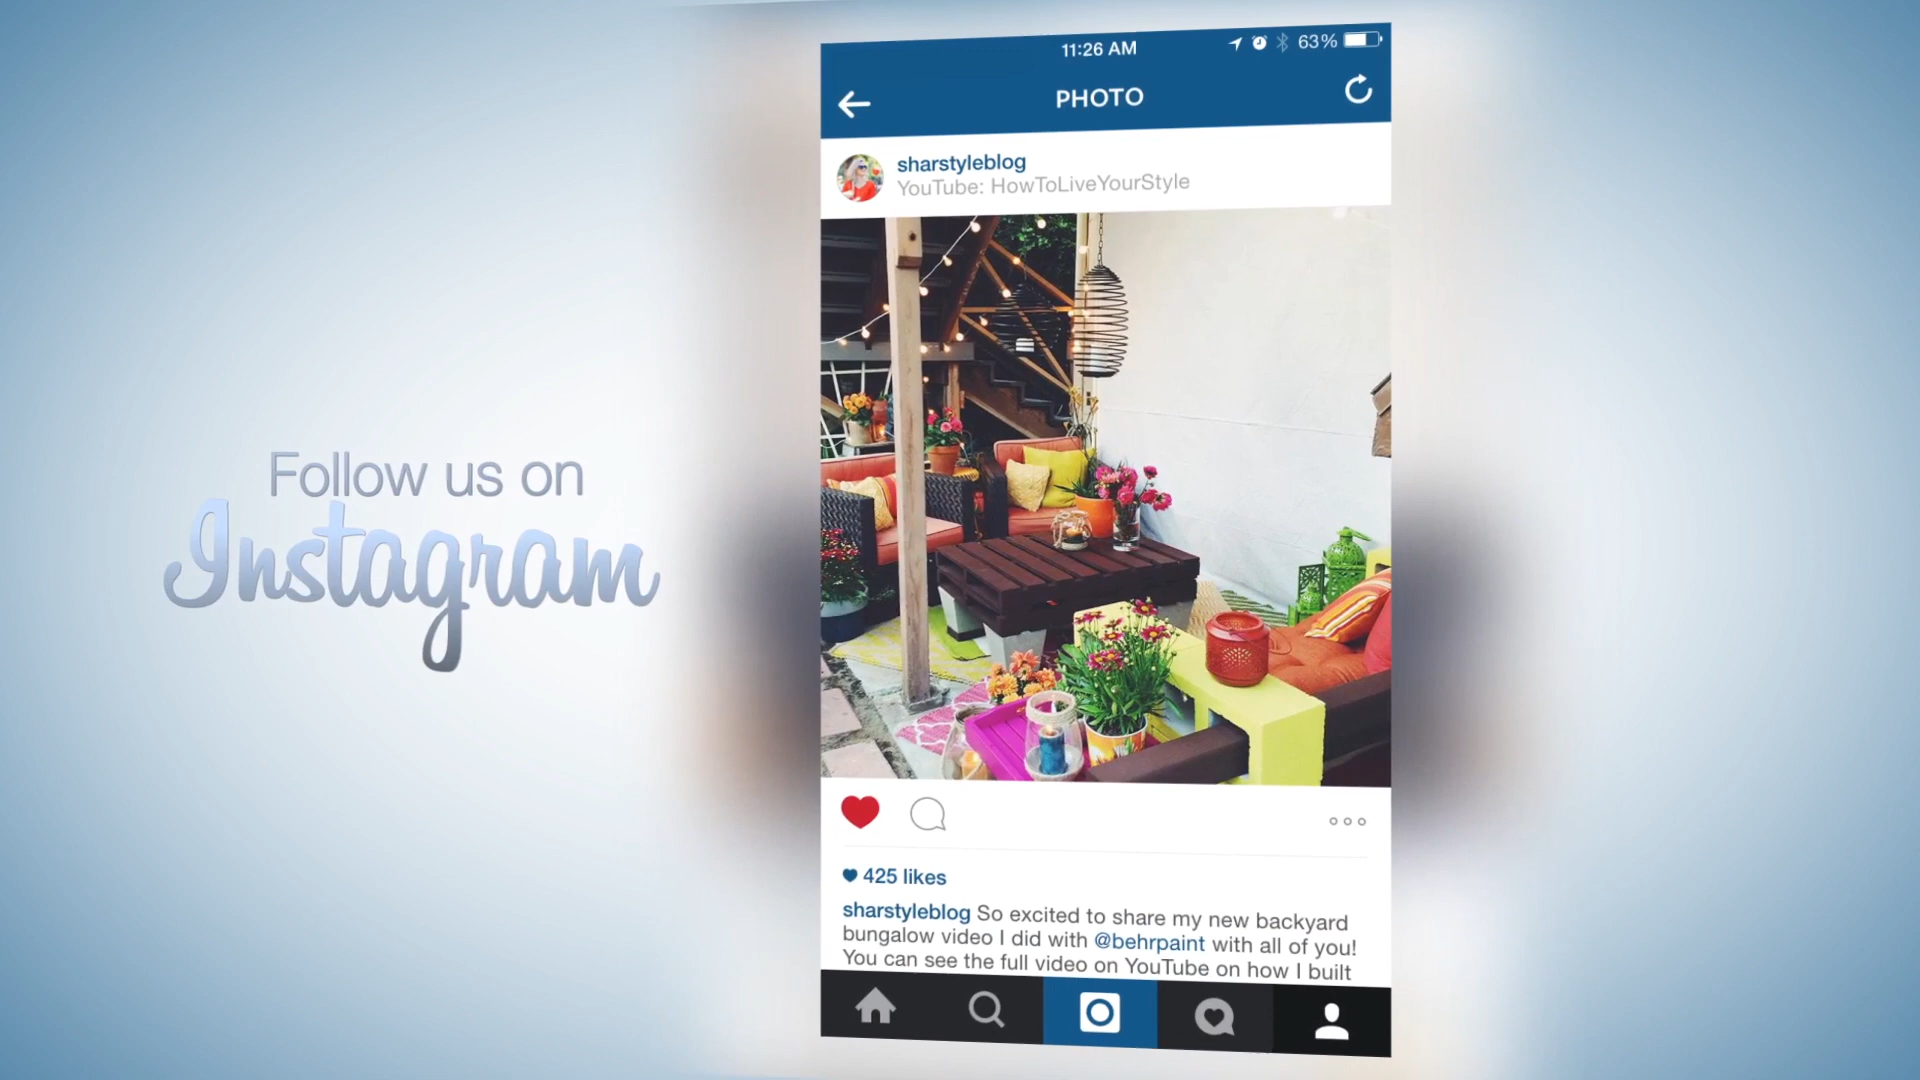 Follow us on
Instagram
11:26 AM
63%
PHOTO
sharstyleblog
YouTube: HowToLiveYourStyle
425 likes
sharstyleblog So excited to share my new backyard
bungalow video I did with @behrpaint with all of you!
You can see the full video on YouTube on how I built